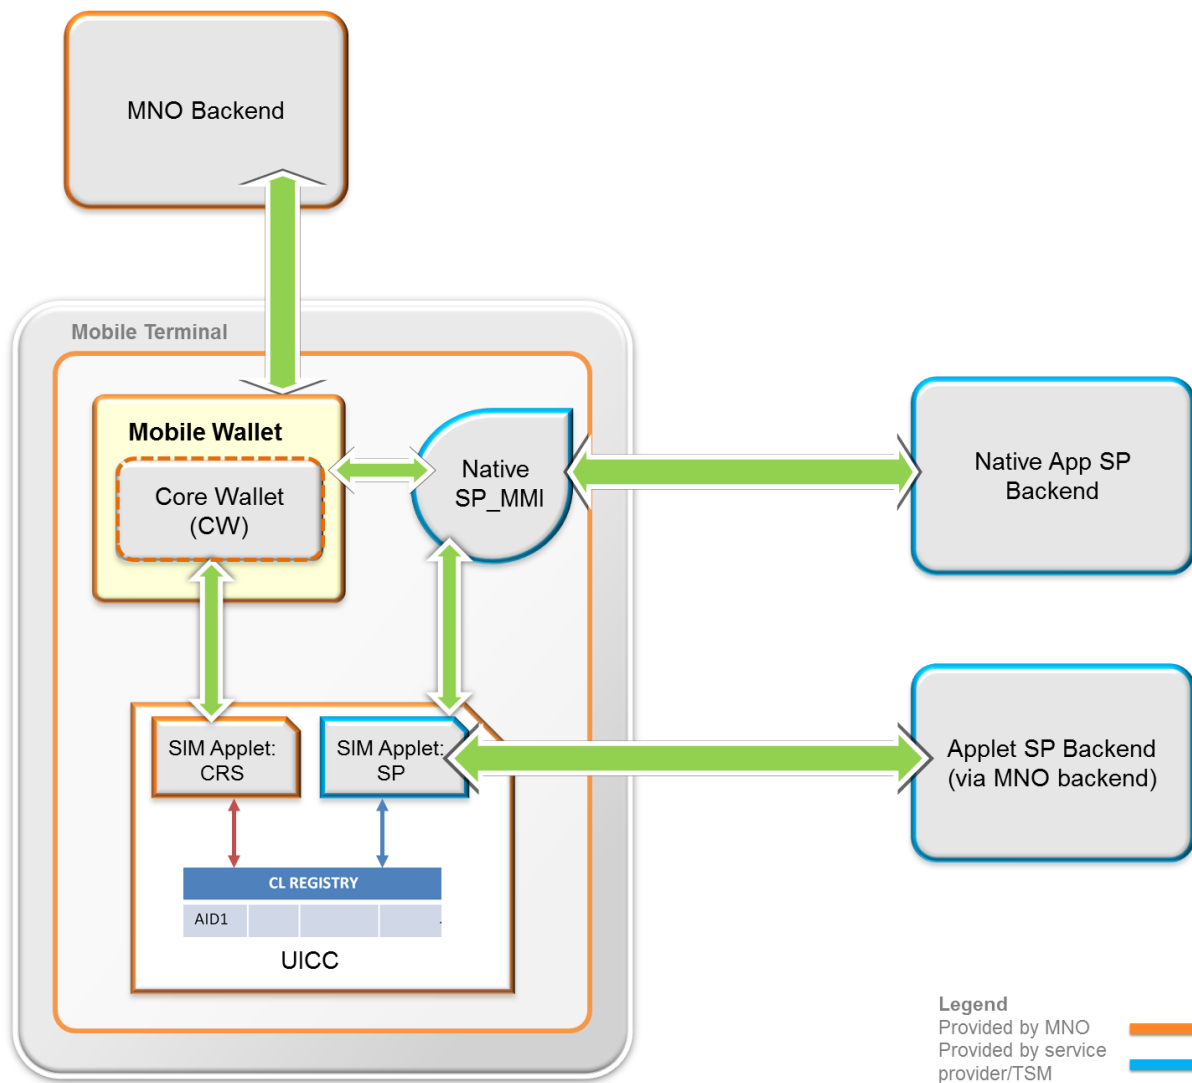 MNO Backend
Mobile Terminal
Mobile Wallet
Core Wallet
(CW)
Native
SP_MMI
Native App SP
Backend
SIM Applet:
CRS
SIM Applet:
SP
Applet SP Backend
(via MNO backend)
CL REGISTRY
AID1
.
UICC
Legend
Provided by MNO
Provided by service
provider/TSM